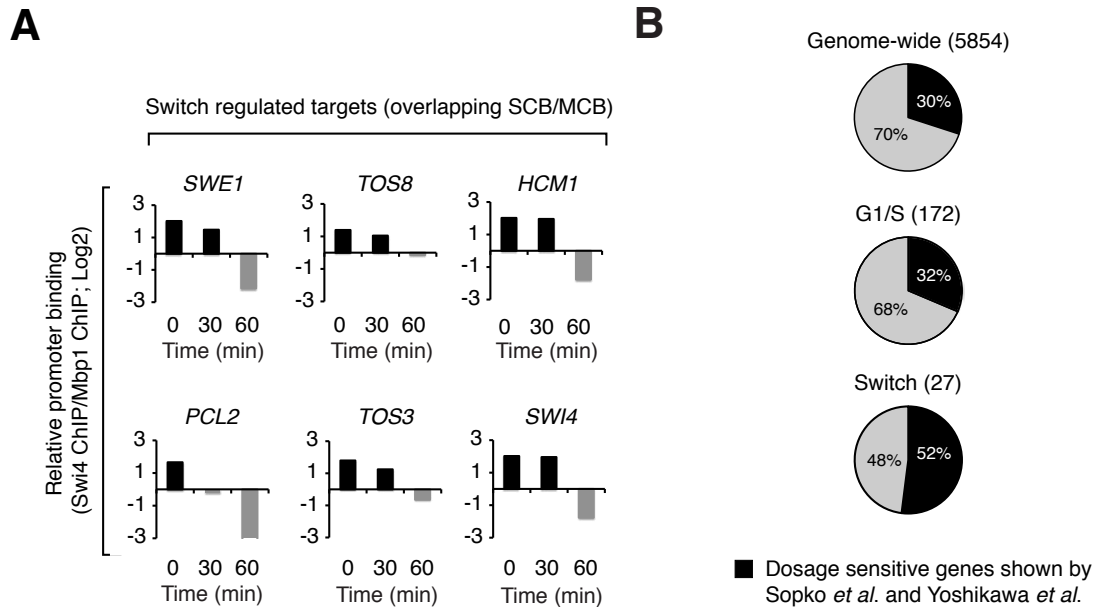 A
Switch regulated targets (overlapping SCB/MCB)
Relative promoter binding
(Swi4 ChIP/Mbp1 ChIP; Log2)
SWE1
3
1
-1
-3
0 30 60
Time (min)
TOS8
3
1
-1
-3
0 30 60
Time (min)
HCM1
3
1
-1
-3
0 30 60
Time (min)
PCL2
3
1
-1
-3
0 30 60
Time (min)
TOS3
3
1
-1
-3
0 30 60
Time (min)
SWI4
3
1
-1
-3
0 30 60
Time (min)
B
Genome-wide (5854)
30%
70%
G1/S (172)
32%
68%
Switch (27)
48% 52%
Dosage sensitive genes shown by
Sopko et al. and Yoshikawa et al.